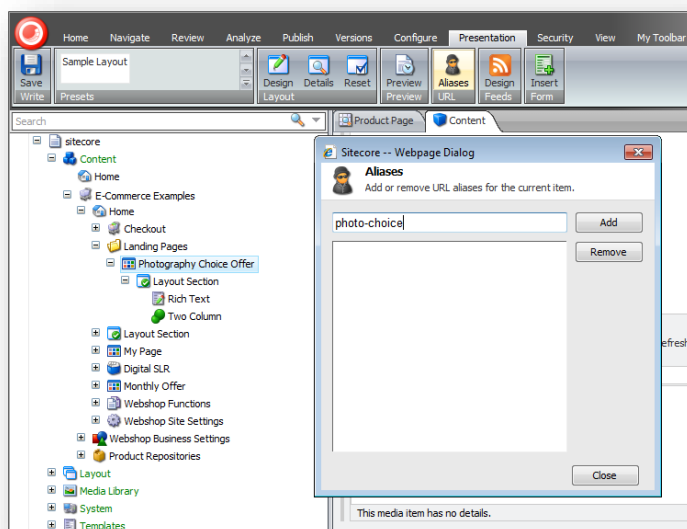 Home Navigate Review Analyze Publish Versions Configure Presentation Security View My Toolbar
Sample Layout
Save
Design Details Reset Preview Aliases Design Insert
Write Presets Layout Preview URL Feeds Form
Search
Product Page Content
sitecore
Content
Home
E-Commerce Examples
Home
Checkout
Landing Pages
Photography Choice Offer
Layout Section
Rich Text
Two Column
Layout Section
My Page
Digital SLR
Monthly Offer
Webshop Functions
Webshop Site Settings
Webshop Business Settings
Product Repositories
Layout
Media Library
System
Templates
Sitecore -- Webpage Dialog
Aliases
Add or remove URL aliases for the current item.
photo-choice
Add
Remove
Close
efresh
This media item has no details.